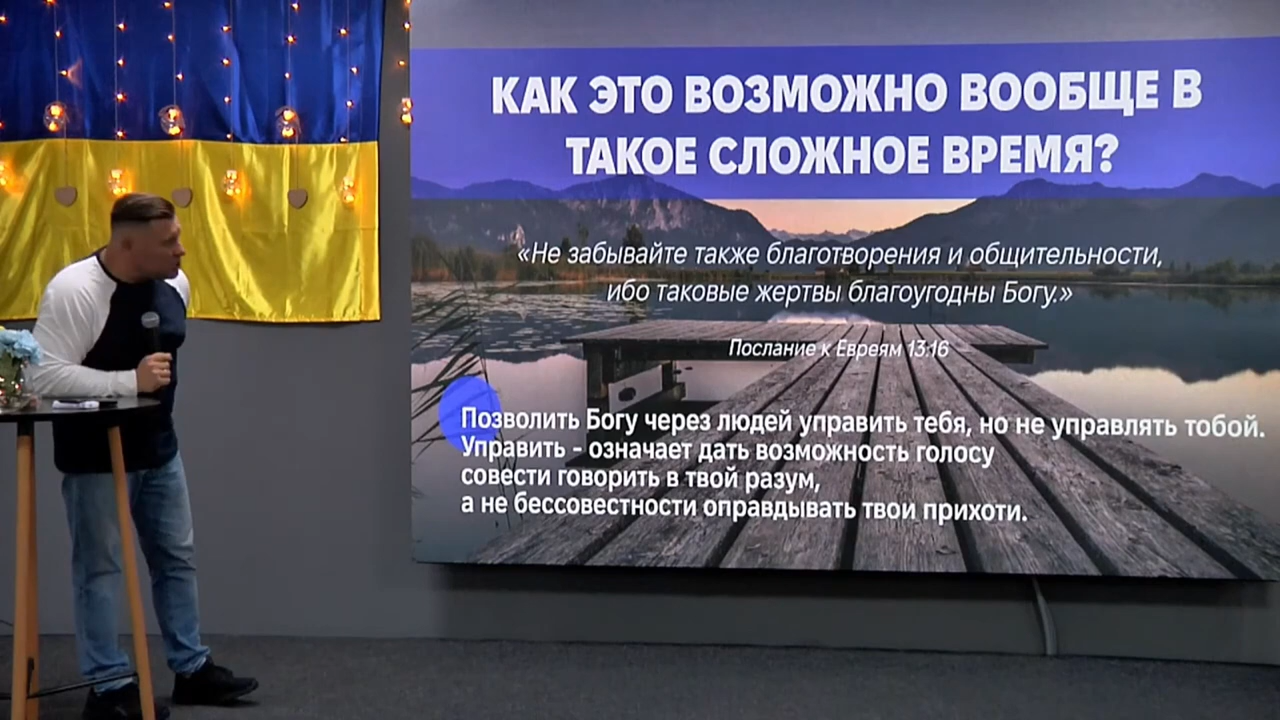 КАК ЭТО ВОЗМОЖНО ВООБЩЕ В
ТАКОЕ СЛОЖНОЕ ВРЕМЯ?
«Не забывайте также благотворения и общительности,
ибо таковые жертвы благоугодны Богу.»
Послание к Евреям 13:16
Позволить Богу через людей управить тебя, но не управлять тобой.
Управить - означает дать возможность голосу
совести говорить в твой разум,
а не бессовестности оправдывать твои прихоти.